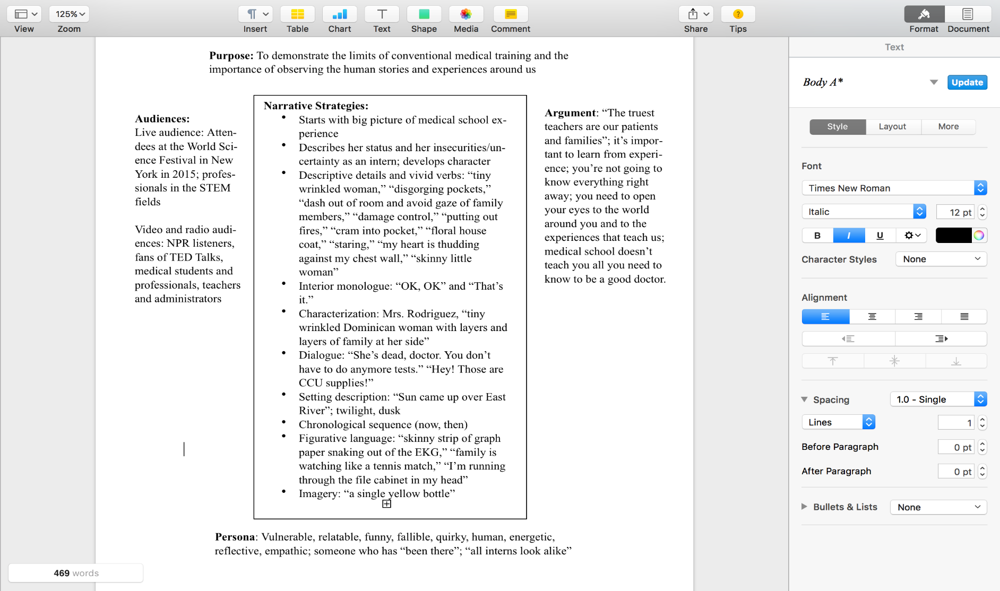 125%
View
Zoom
Insert
Table
Chart
T
Text
Shape
Media
Comment
Share
?
Tips
Format
Document
Purpose: To demonstrate the limits of conventional medical training and the
importance of observing the human stories and experiences around us
Audiences:
Live audience: Atten-
dees at the World Sci-
ence Festival in New
York in 2015; profes-
sionals in the STEM
fields
Video and radio audi-
ences: NPR listeners,
fans of TED Talks,
medical students and
professionals, teachers
and administrators
Narrative Strategies:
• Starts with big picture of medical school ex-
perience
• Describes her status and her insecurities/un-
certainty as an intern; develops character
• Descriptive details and vivid verbs: “tiny
wrinkled woman,” “disgorging pockets,”
“dash out of room and avoid gaze of family
members,” “damage control,” “putting out
fires,” “cram into pocket,” “floral house
coat,” “staring,” “my heart is thudding
against my chest wall,” “skinny little
woman”
• Interior monologue: “OK, OK” and “That’s
it.”
• Characterization: Mrs. Rodriguez, “tiny
wrinkled Dominican woman with layers and
layers of family at her side”
• Dialogue: “She’s dead, doctor. You don’t
have to do anymore tests.” “Hey! Those are
CCU supplies!”
• Setting description: “Sun came up over East
River”; twilight, dusk
• Chronological sequence (now, then)
• Figurative language: “skinny strip of graph
paper snaking out of the EKG,” “family is
watching like a tennis match,” “I’m running
through the file cabinet in my head”
• Imagery: “a single yellow bottle”
Argument: “The truest
teachers are our patients
and families”; it’s impor-
tant to learn from experi-
ence; you’re not going to
know everything right
away; you need to open
your eyes to the world
around you and to the
experiences that teach us;
medical school doesn’t
teach you all you need to
know to be a good doctor.
Persona: Vulnerable, relatable, funny, fallible, quirky, human, energetic,
reflective, empathic; someone who has “been there”; “all interns look alike”
469 words
Text
Body A*
Update
Style
Layout
More
Font
Times New Roman
Italic
12 pt
B
I
U
Character Styles
None
Alignment
Spacing
1.0 - Single
Lines
1
Before Paragraph
0 pt
After Paragraph
0 pt
Bullets & Lists
None